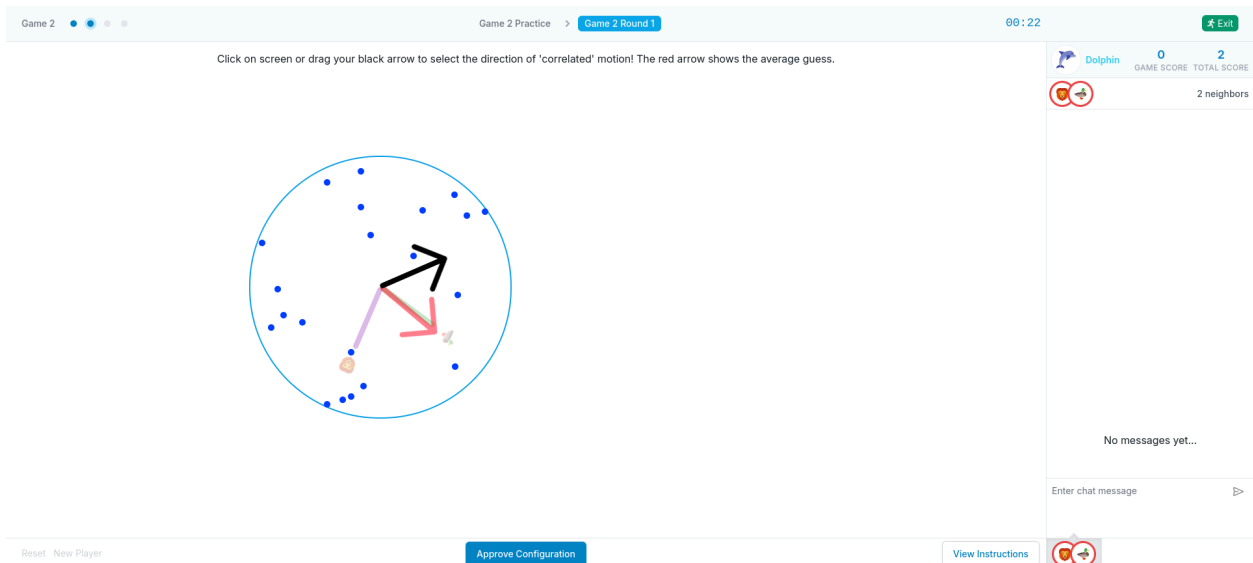 Game 2
Game 2 Practice
Game 2 Round 1
00:22
Exit
Click on screen or drag your black arrow to select the direction of 'correlated' motion! The red arrow shows the average guess.
Dolphin
0
GAME SCORE
2
TOTAL SCORE
2 neighbors
No messages yet...
Enter chat message
Reset
New Player
Approve Configuration
View Instructions